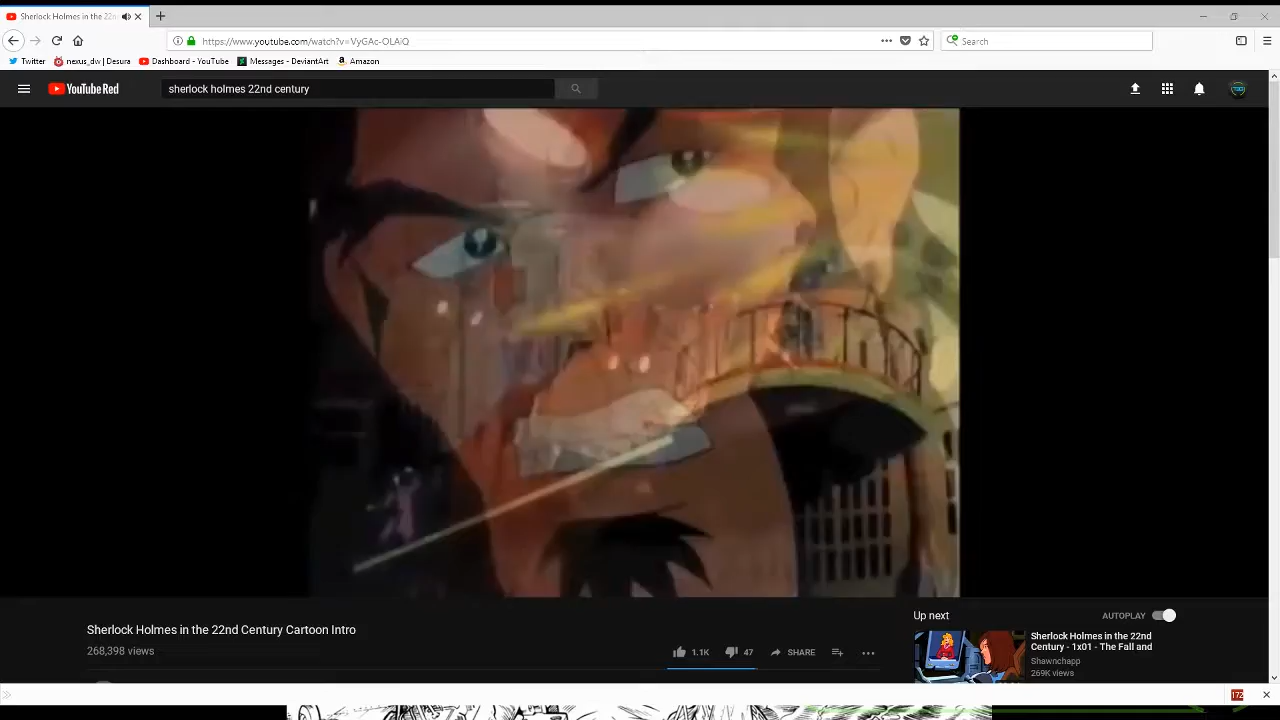 Sherlock Holmes in the 22n
https://www.youtube.com/watch?v=VyGAc-OLAiQ
Search
Twitter nexus_dw | Desura Dashboard - YouTube Messages - DeviantArt Amazon
YouTube Red
sherlock holmes 22nd century
Sherlock Holmes in the 22nd Century Cartoon Intro
268,398 views
1.1K 47 SHARE
Up next
AUTOPLAY
Sherlock Holmes in the 22nd
Century - 1x01 - The Fall and
Shawnchapp
269K views
172